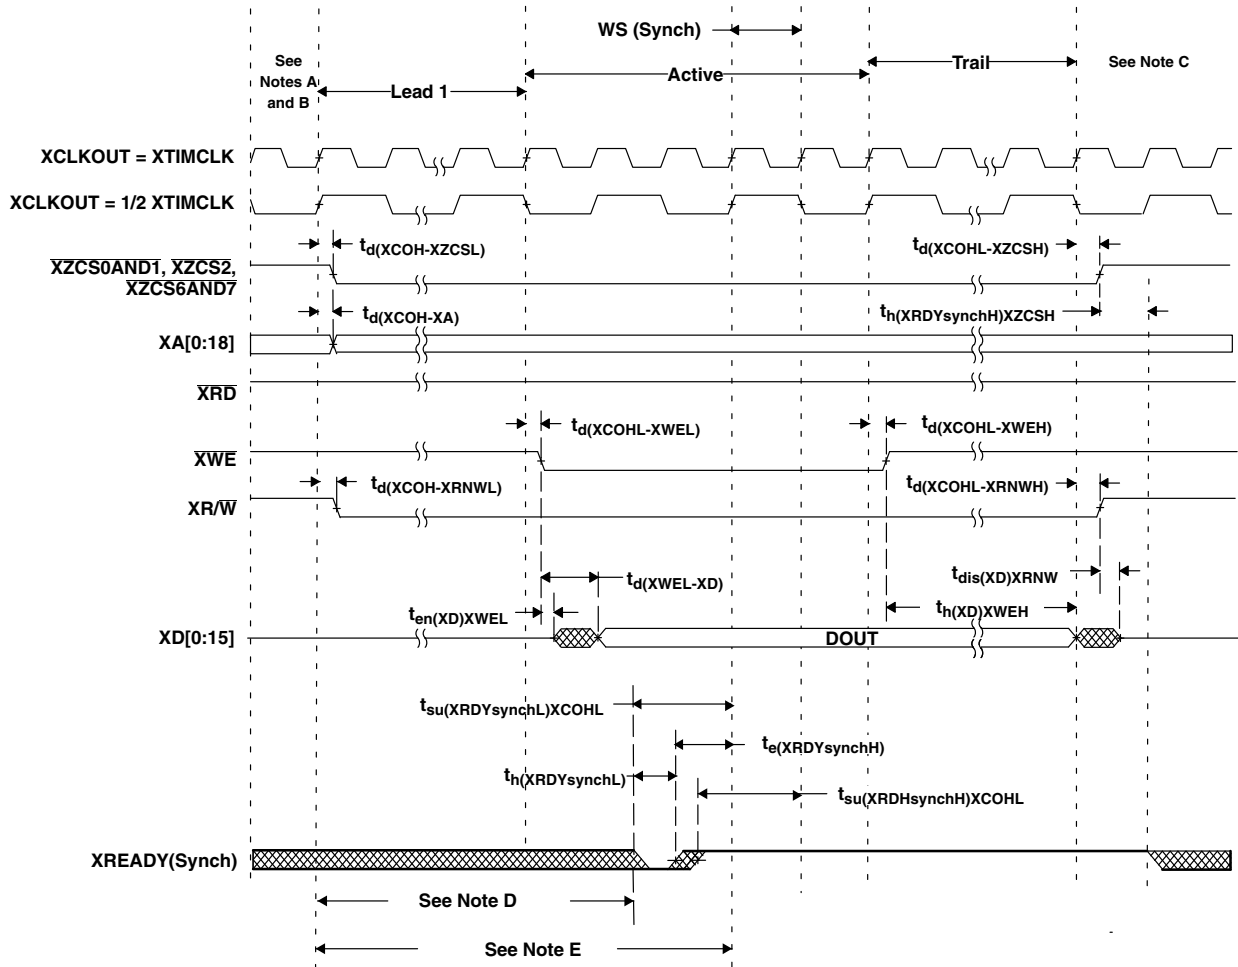 WS (Synch)
See
Notes A
and B
Lead 1
Active
Trail
See Note C
XCLKOUT = XTIMCLK
XCLKOUT = 1/2 XTIMCLK
td(XCOH-XZCSL)
td(XCOHL-XZCSH)
XZCS0AND1, XZCS2,
XZCS6AND7
td(XCOH-XA)
th(XRDYsynchH)XZCSH
XA[0:18]
XRD
td(XCOHL-XWEL)
td(XCOHL-XWEH)
XWE
td(XCOH-XRNWL)
td(XCOHL-XRNWH)
XR/W
td(XWEL-XD)
tdis(XD)XRNW
ten(XD)XWEL
th(XD)XWEH
XD[0:15]
DOUT
tsu(XRDYsynchL)XCOHL
te(XRDYsynchH)
th(XRDYsynchL)
tsu(XRDHsynchH)XCOHL
XREADY(Synch)
See Note D
See Note E